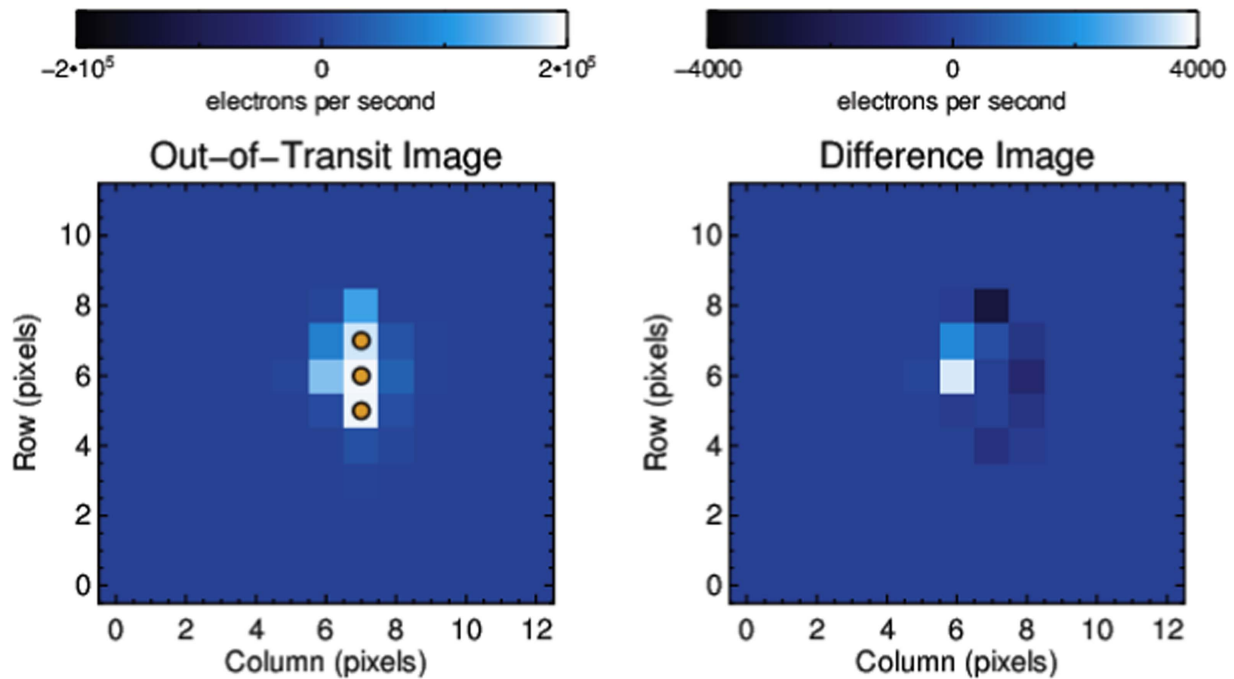 −2•10⁵ 0 2•10⁵
electrons per second
−4000 0 4000
electrons per second
Out−of−Transit Image
Row (pixels)
10
8
6
4
2
0
0 2 4 6 8 10 12
Column (pixels)
Difference Image
Row (pixels)
10
8
6
4
2
0
0 2 4 6 8 10 12
Column (pixels)